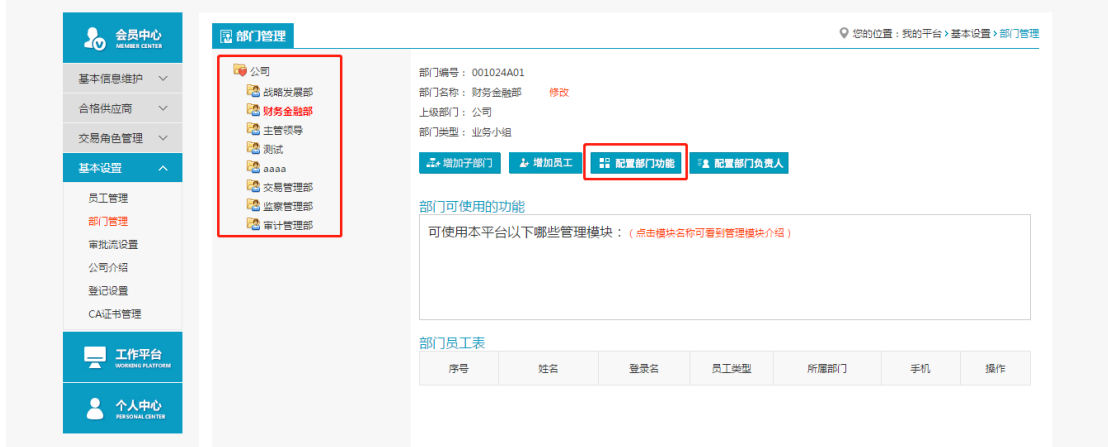 会员中心
MEMBER CENTER
基本信息维护
合格供应商
交易角色管理
基本设置
员工管理
部门管理
审批流设置
公司介绍
登记设置
CA证书管理
工作平台
WORKING PLATFORM
个人中心
PERSONAL CENTER
部门管理
您的位置：我的平台 > 基本设置 > 部门管理
公司
战略发展部
财务金融部
主管领导
测试
aaaa
交易管理部
监察管理部
审计管理部
部门编号： 001024A01
部门名称： 财务金融部 修改
上级部门： 公司
部门类型： 业务小组
增加子部门 增加员工 配置部门功能 配置部门负责人
部门可使用的功能
可使用本平台以下哪些管理模块：（点击模块名称可看到管理模块介绍）
部门员工表
序号 姓名 登录名 员工类型 所属部门 手机 操作